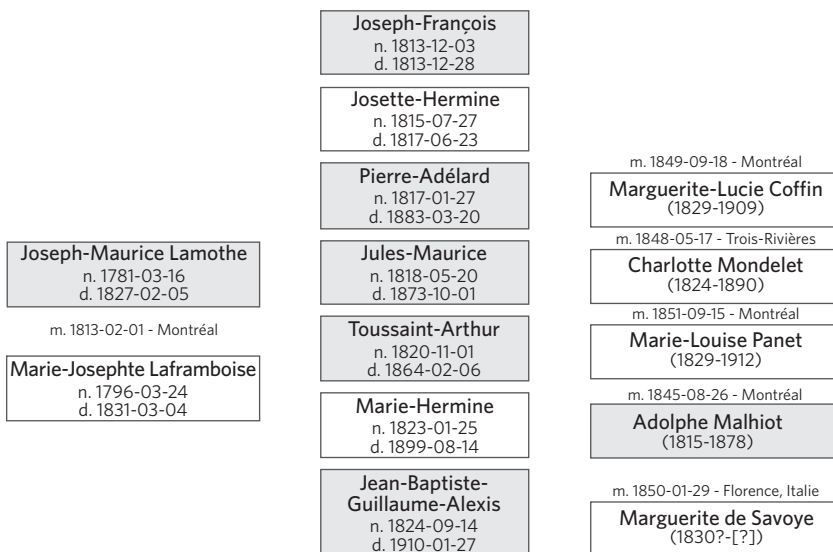 Joseph-Maurice Lamothe
n. 1781-03-16
d. 1827-02-05
m. 1813-02-01 - Montréal
Marie-Josephte Laframboise
n. 1796-03-24
d. 1831-03-04
Joseph-François
n. 1813-12-03
d. 1813-12-28
Josette-Hermine
n. 1815-07-27
d. 1817-06-23
Pierre-Adélard
n. 1817-01-27
d. 1883-03-20
Jules-Maurice
n. 1818-05-20
d. 1873-10-01
Toussaint-Arthur
n. 1820-11-01
d. 1864-02-06
Marie-Hermine
n. 1823-01-25
d. 1899-08-14
Jean-Baptiste-
Guillaume-Alexis
n. 1824-09-14
d. 1910-01-27
m. 1849-09-18 - Montréal
Marguerite-Lucie Coffin
(1829-1909)
m. 1848-05-17 - Trois-Rivières
Charlotte Mondelet
(1824-1890)
m. 1851-09-15 - Montréal
Marie-Louise Panet
(1829-1912)
m. 1845-08-26 - Montréal
Adolphe Malhiot
(1815-1878)
m. 1850-01-29 - Florence, Italie
Marguerite de Savoye
(1830?-[?])